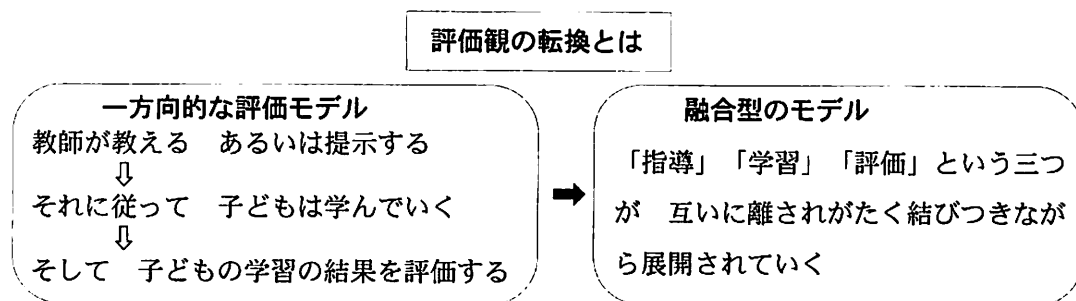 評価観の転換とは
一方向的な評価モデル
教師が教える　あるいは提示する
⇩
それに従って　子どもは学んでいく
⇩
そして　子どもの学習の結果を評価する
➡
融合型のモデル
「指導」「学習」「評価」という三つ
が　互いに離されがたく結びつきなが
ら展開されていく